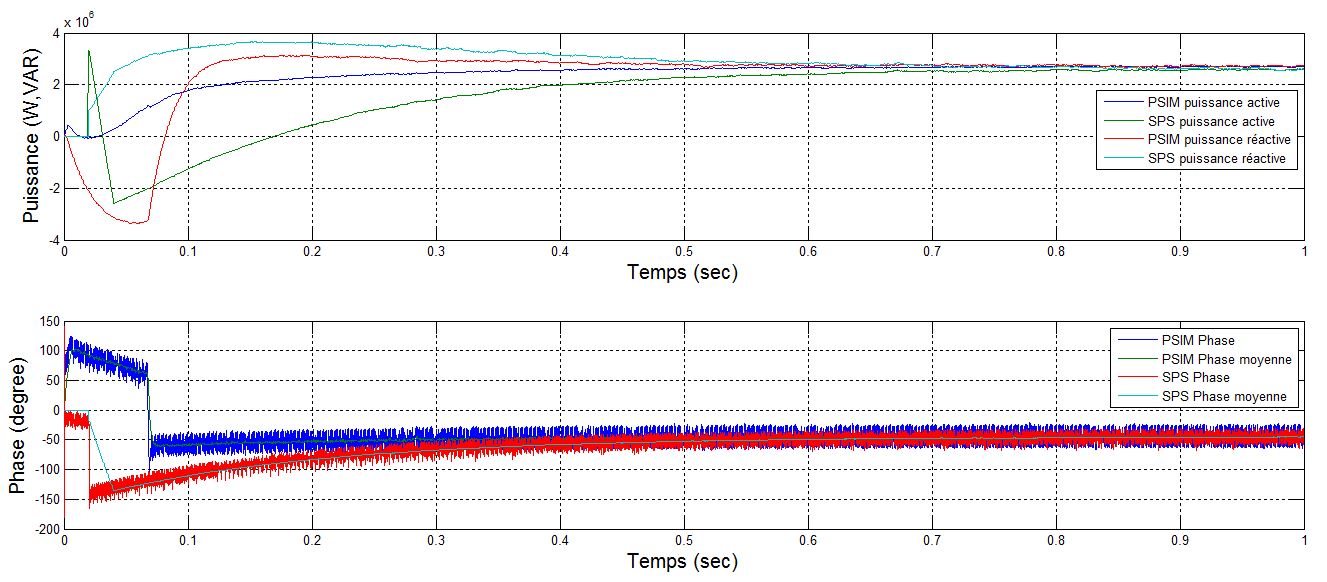 x 10⁶
4
2
0
-2
-4
Puissance (W,VAR)
PSIM puissance active
SPS puissance active
PSIM puissance réactive
SPS puissance réactive
0 0.1 0.2 0.3 0.4 0.5 0.6 0.7 0.8 0.9 1
Temps (sec)
150
100
50
0
-50
-100
-150
-200
Phase (degree)
PSIM Phase
PSIM Phase moyenne
SPS Phase
SPS Phase moyenne
0 0.1 0.2 0.3 0.4 0.5 0.6 0.7 0.8 0.9 1
Temps (sec)